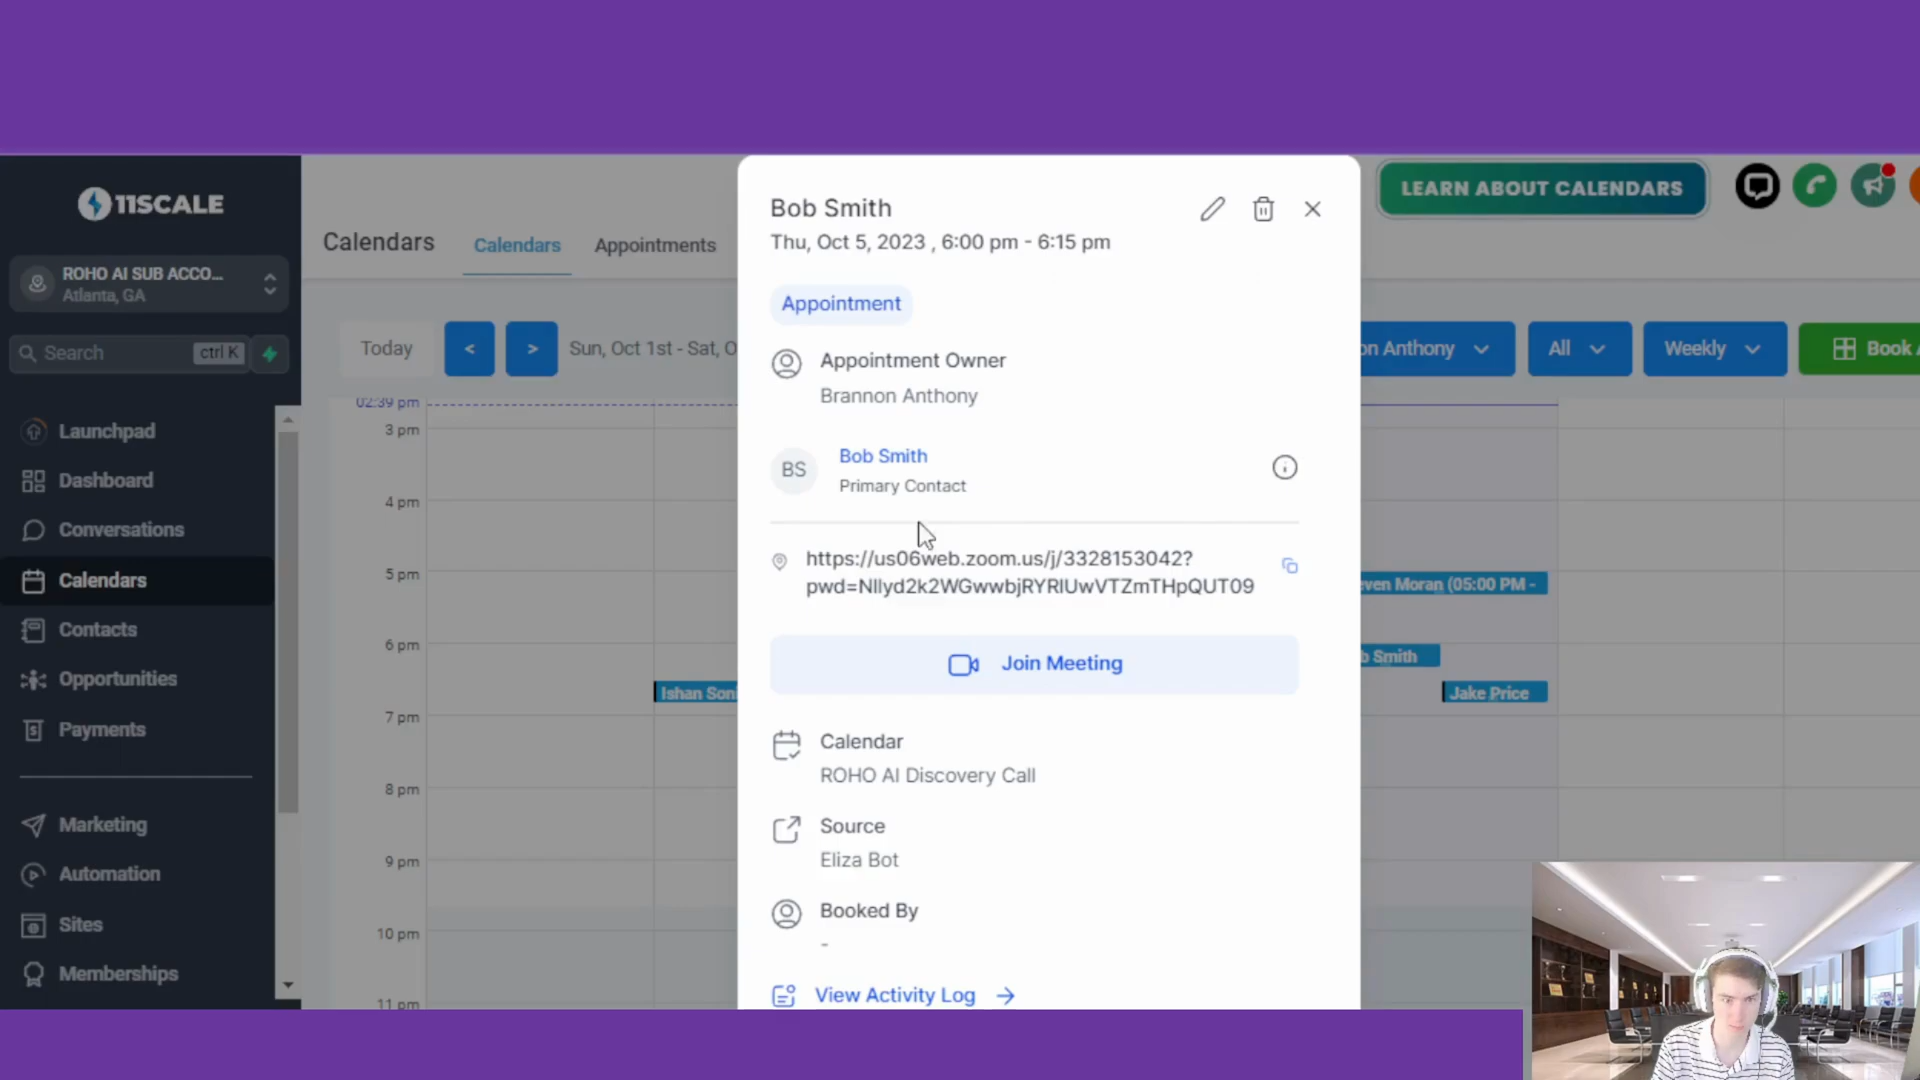 11SCALE
ROHO AI SUB ACCO...
Atlanta, GA
Search
ctrl K
Launchpad
Dashboard
Conversations
Calendars
Contacts
Opportunities
Payments
Marketing
Automation
Sites
Memberships
Calendars
Calendars
Appointments
LEARN ABOUT CALENDARS
Today
<
>
Sun, Oct 1st - Sat, O
on Anthony
All
Weekly
Book A
02:39 pm
3 pm
4 pm
5 pm
6 pm
7 pm
8 pm
9 pm
10 pm
11 pm
Ishan Soni
even Moran (05:00 PM -
b Smith
Jake Price
Bob Smith
Thu, Oct 5, 2023 , 6:00 pm - 6:15 pm
Appointment
Appointment Owner
Brannon Anthony
BS
Bob Smith
Primary Contact
https://us06web.zoom.us/j/3328153042?
pwd=Nllyd2k2WGwwbjRYRlUwVTZmTHpQUT09
Join Meeting
Calendar
ROHO AI Discovery Call
Source
Eliza Bot
Booked By
-
View Activity Log